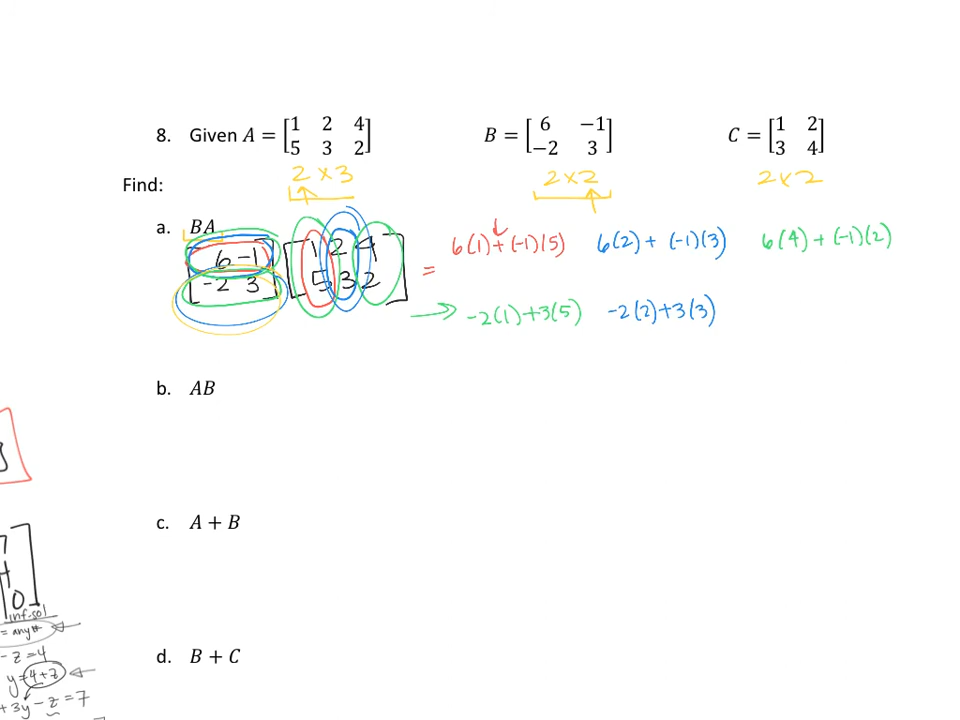 8. Given A = [1 2 4
5 3 2] B = [6 −1
−2 3] C = [1 2
3 4]
2 × 3 2 × 2 2 × 2
Find:
a. BA
[6 -1
-2 3] [1 2 4
5 3 2] = 6(1)+(-1)(5) 6(2)+(-1)(3) 6(4)+(-1)(2)
→ -2(1)+3(5) -2(2)+3(3)
b. AB
c. A + B
d. B + C
7
0
inf. sol
= any #
- z = 4
y = 4+z
+ 3y - z = 7